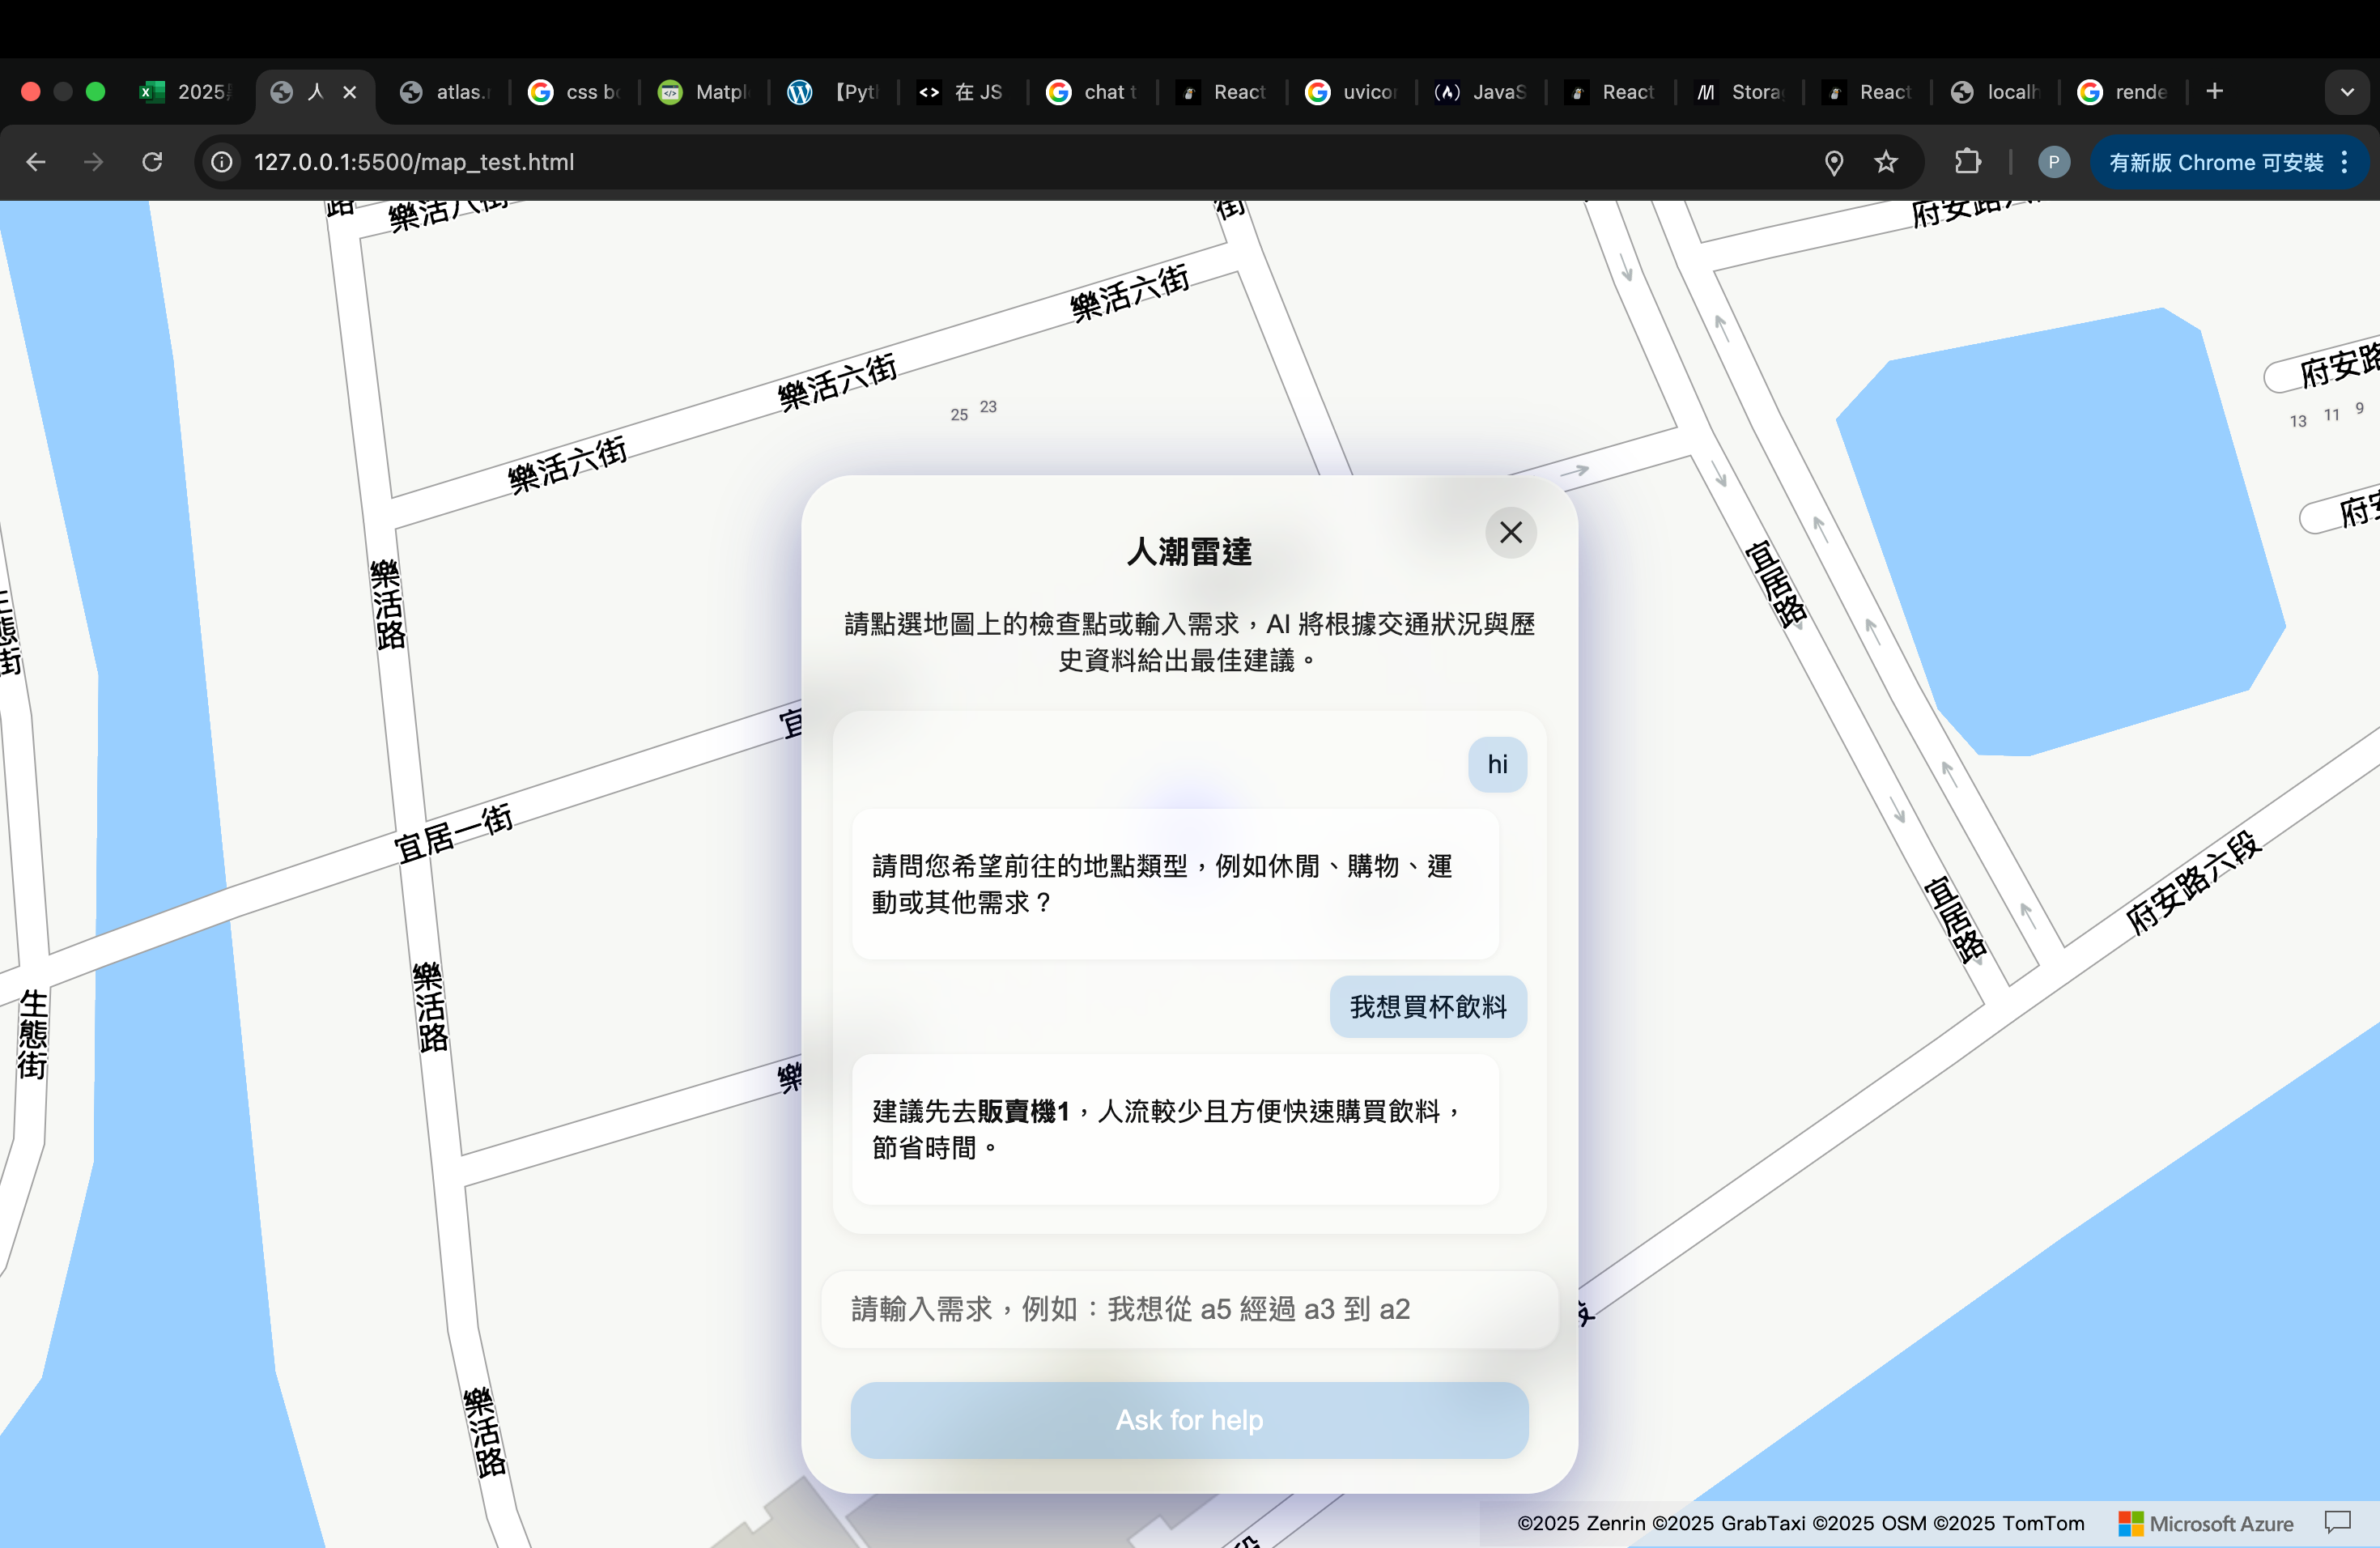 2025
人
atlas.
css b
Matpl
【Pyt
在 JS
chat t
React
uvicor
JavaS
React
Stora
React
localh
rende
127.0.0.1:5500/map_test.html
P
有新版 Chrome 可安裝
路
樂活六街
樂活六街
樂活六街
街
府安路
25
23
13
11
9
府安路
樂活路
宜居路
生態街
宜居一街
樂活路
生態街
宜居路
府安路六段
樂活路
人潮雷達
請點選地圖上的檢查點或輸入需求，AI 將根據交通狀況與歷
史資料給出最佳建議。
hi
請問您希望前往的地點類型，例如休閒、購物、運
動或其他需求？
我想買杯飲料
建議先去販賣機1，人流較少且方便快速購買飲料，
節省時間。
請輸入需求，例如：我想從 a5 經過 a3 到 a2
Ask for help
©2025 Zenrin ©2025 GrabTaxi ©2025 OSM ©2025 TomTom
Microsoft Azure